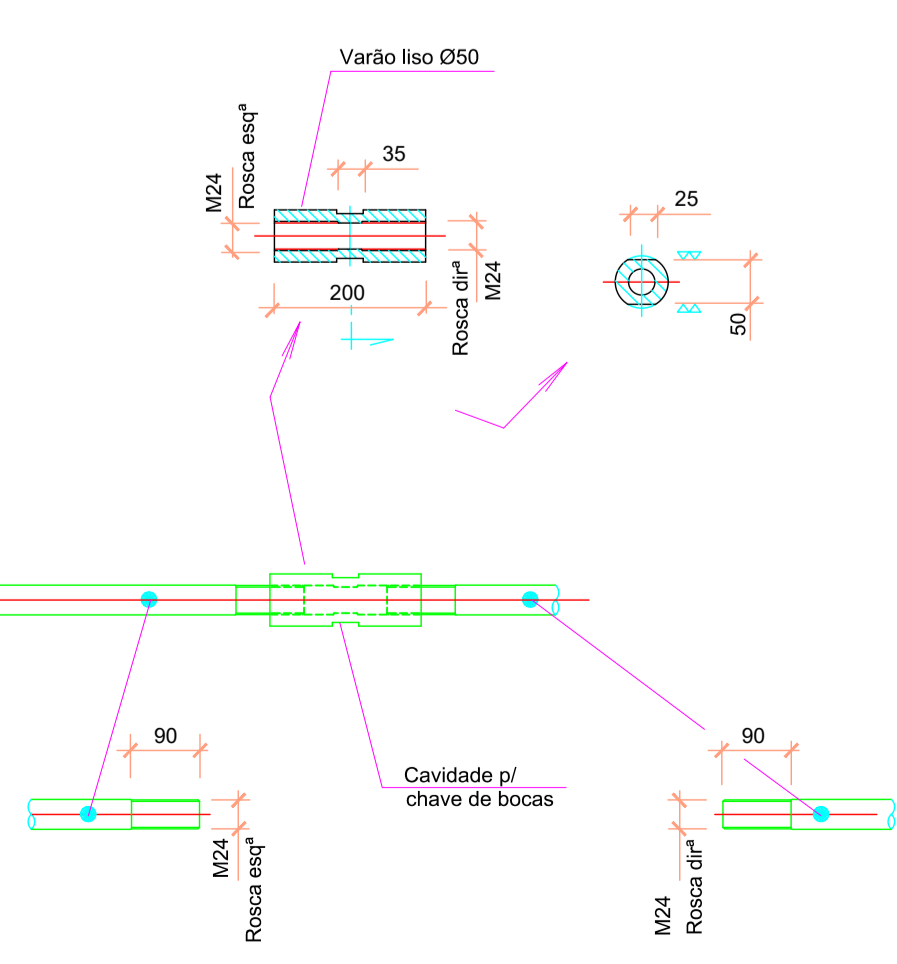 Varão liso Ø50
M24
Rosca esqª
35
200
Rosca dirª
M24
25
50
90
M24
Rosca esqª
Cavidade p/
chave de bocas
90
M24
Rosca dirª